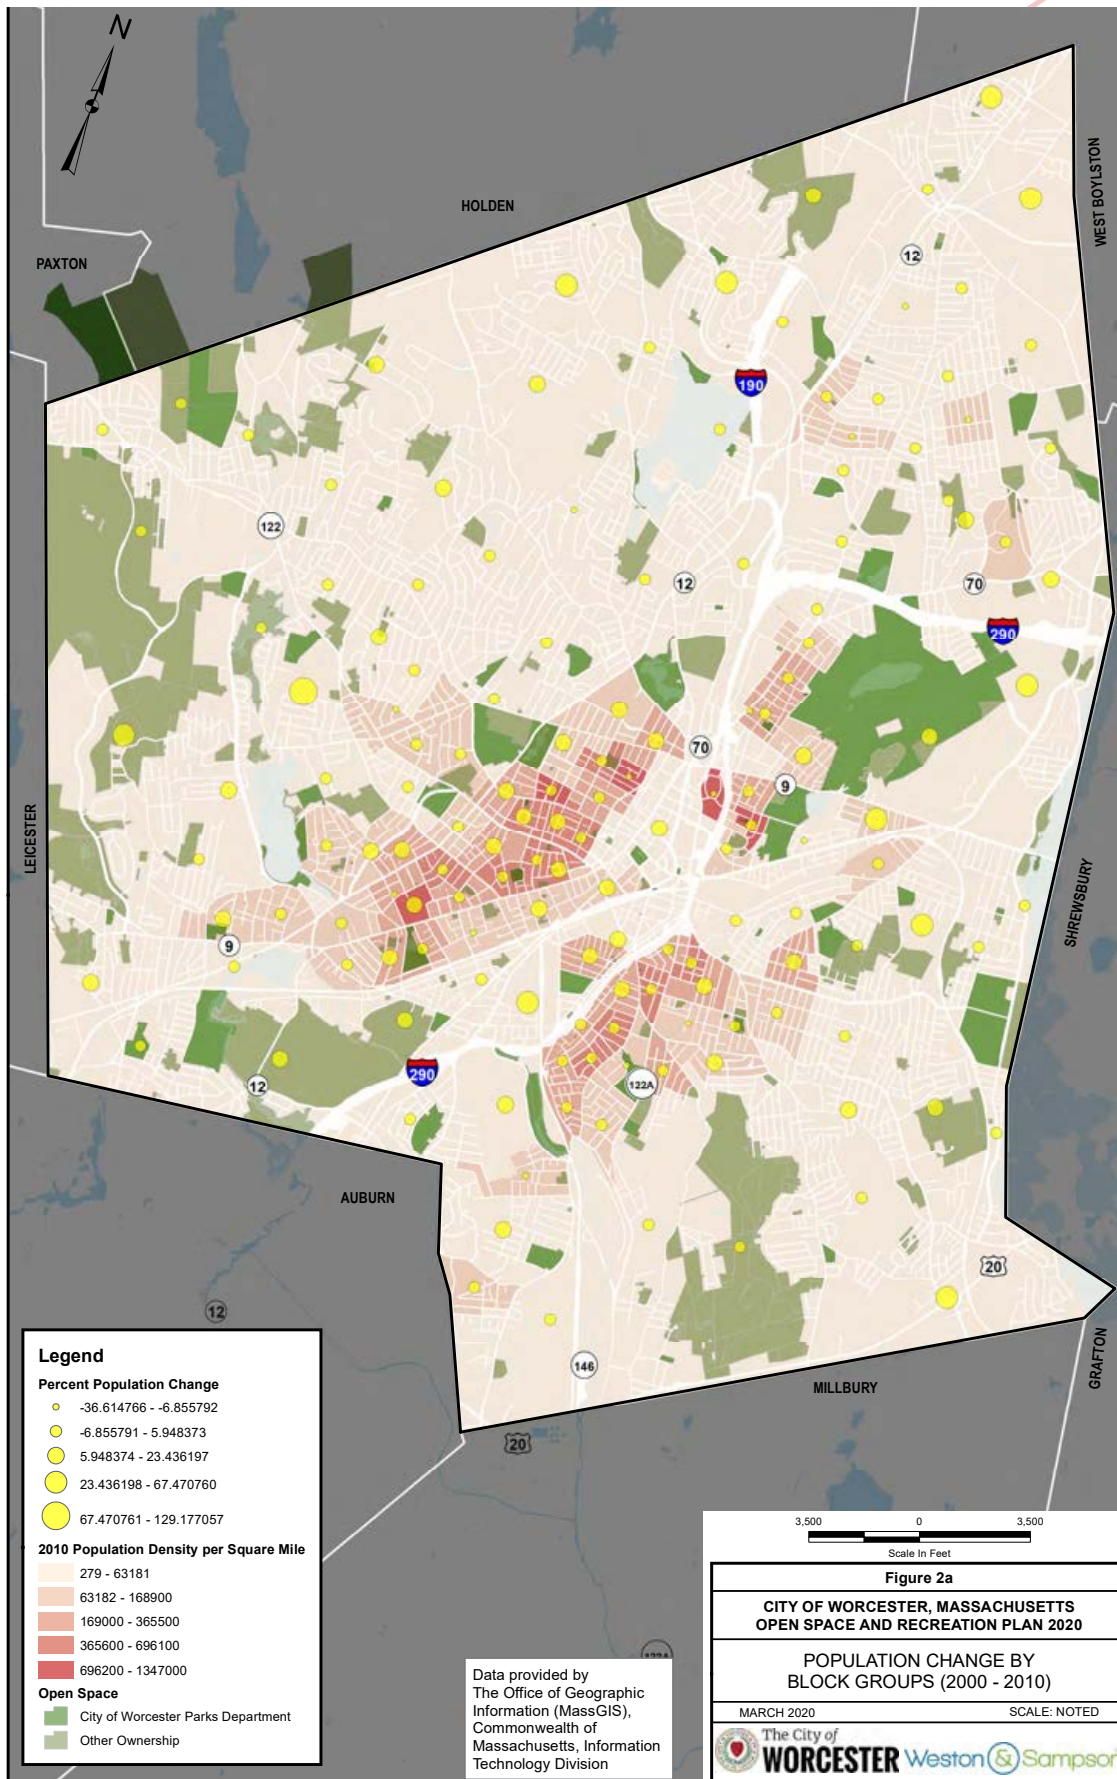 N
HOLDEN
WEST BOYLSTON
PAXTON
12
190
122
12
70
290
70
9
LEICESTER
SHREWSBURY
9
290
12
122A
AUBURN
20
12
146
MILLBURY
GRAFTON
20
Legend
Percent Population Change
-36.614766 - -6.855792
-6.855791 - 5.948373
5.948374 - 23.436197
23.436198 - 67.470760
67.470761 - 129.177057
2010 Population Density per Square Mile
279 - 63181
63182 - 168900
169000 - 365500
365600 - 696100
696200 - 1347000
Open Space
City of Worcester Parks Department
Other Ownership
Data provided by
The Office of Geographic
Information (MassGIS),
Commonwealth of
Massachusetts, Information
Technology Division
3,500 0 3,500
Scale In Feet
Figure 2a
CITY OF WORCESTER, MASSACHUSETTS
OPEN SPACE AND RECREATION PLAN 2020
POPULATION CHANGE BY
BLOCK GROUPS (2000 - 2010)
MARCH 2020 SCALE: NOTED
The City of
WORCESTER
Weston & Sampson